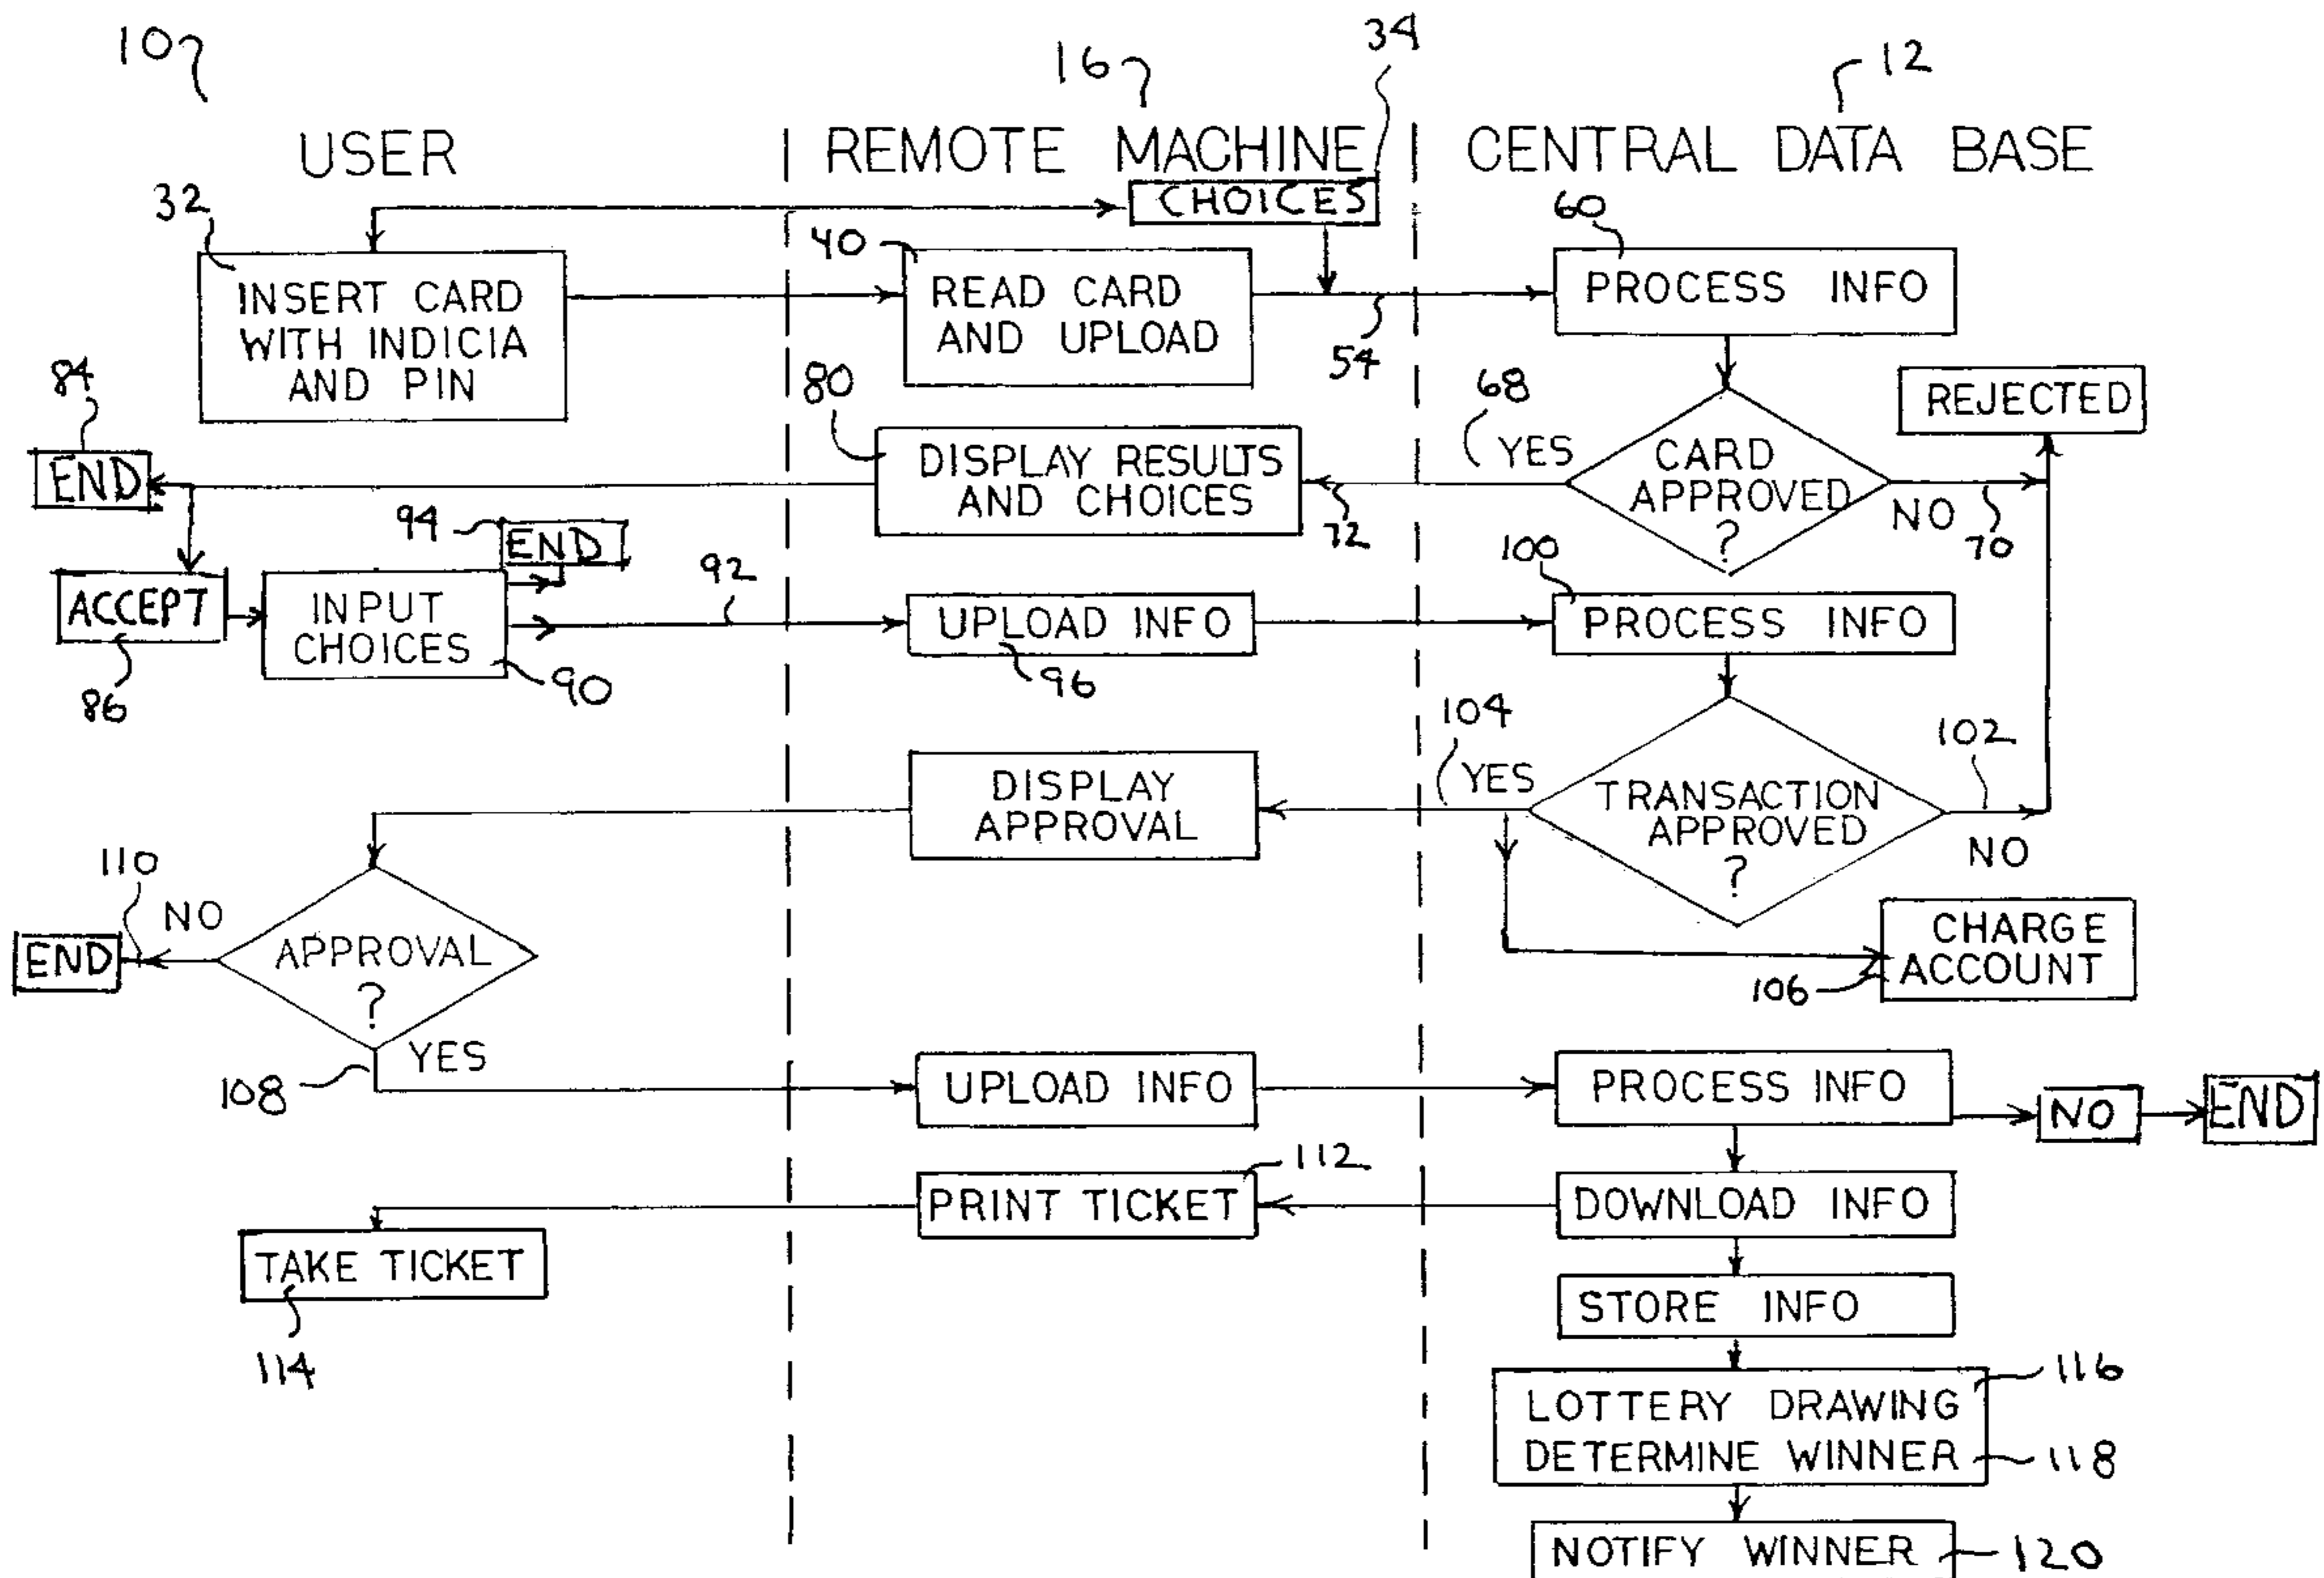 10
16
34
12
USER
REMOTE MACHINE
CENTRAL DATA BASE
32
CHOICES
60
40
INSERT CARD
WITH INDICIA
AND PIN
READ CARD
AND UPLOAD
PROCESS INFO
54
84
80
68
YES
REJECTED
END
DISPLAY RESULTS
AND CHOICES
72
CARD
APPROVED
?
NO
70
94
END
92
100
ACCEPT
INPUT
CHOICES
UPLOAD INFO
PROCESS INFO
86
90
96
104
YES
102
DISPLAY
APPROVAL
TRANSACTION
APPROVED
?
NO
110
NO
END
APPROVAL
?
CHARGE
ACCOUNT
106
YES
108
UPLOAD INFO
PROCESS INFO
NO
END
112
PRINT TICKET
DOWNLOAD INFO
TAKE TICKET
114
STORE INFO
LOTTERY DRAWING
116
DETERMINE WINNER
118
NOTIFY WINNER
120